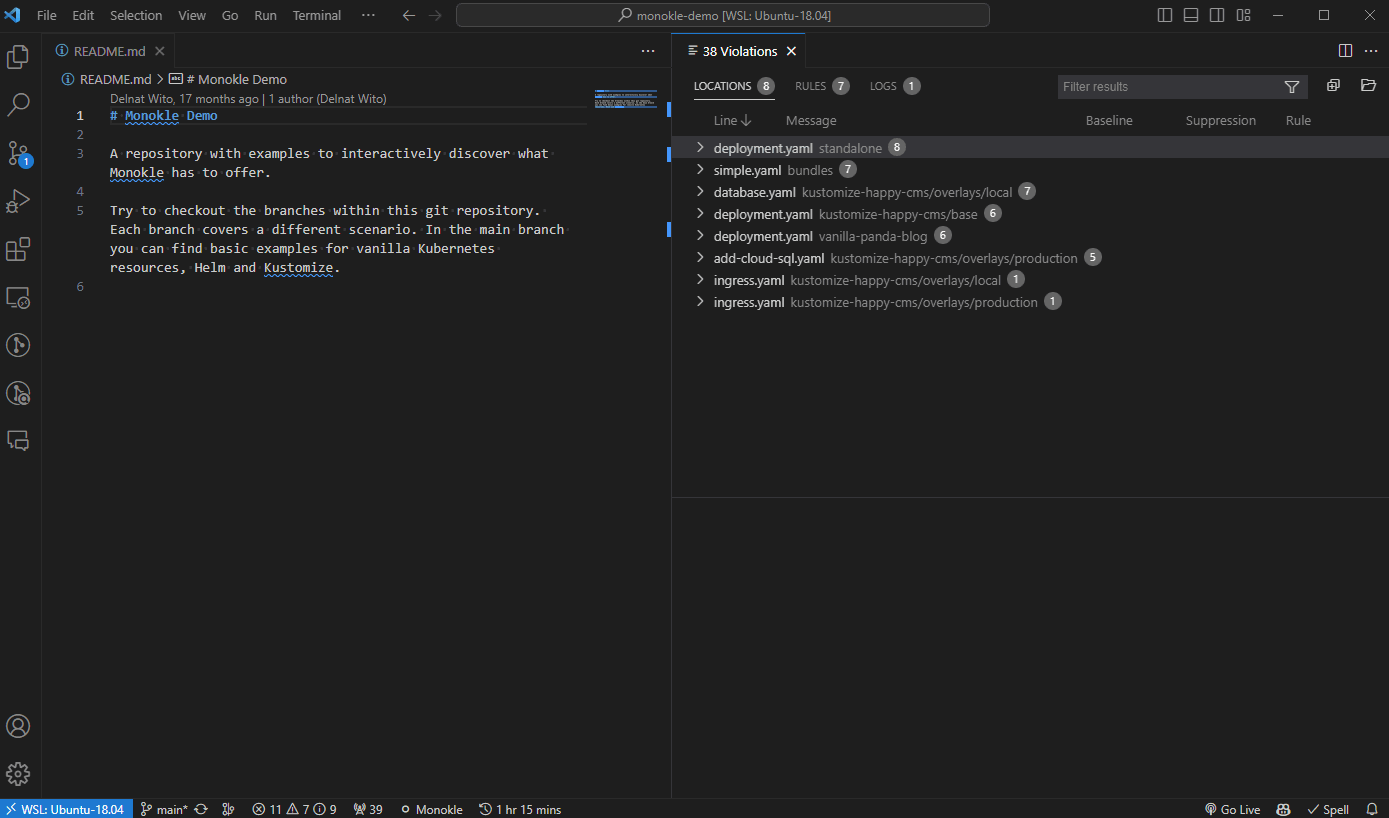 File Edit Selection View Go Run Terminal ··· monokle-demo [WSL: Ubuntu-18.04]
README.md
README.md > # Monokle Demo
Delnat Wito, 17 months ago | 1 author (Delnat Wito)
1 # Monokle Demo
2
3 A repository with examples to interactively discover what
Monokle has to offer.
4
5 Try to checkout the branches within this git repository.
Each branch covers a different scenario. In the main branch
you can find basic examples for vanilla Kubernetes
resources, Helm and Kustomize.
6
1
38 Violations
LOCATIONS 8 RULES 7 LOGS 1 Filter results
Line Message Baseline Suppression Rule
deployment.yaml standalone 8
simple.yaml bundles 7
database.yaml kustomize-happy-cms/overlays/local 7
deployment.yaml kustomize-happy-cms/base 6
deployment.yaml vanilla-panda-blog 6
add-cloud-sql.yaml kustomize-happy-cms/overlays/production 5
ingress.yaml kustomize-happy-cms/overlays/local 1
ingress.yaml kustomize-happy-cms/overlays/production 1
WSL: Ubuntu-18.04 main* 11 7 9 39 Monokle 1 hr 15 mins Go Live Spell